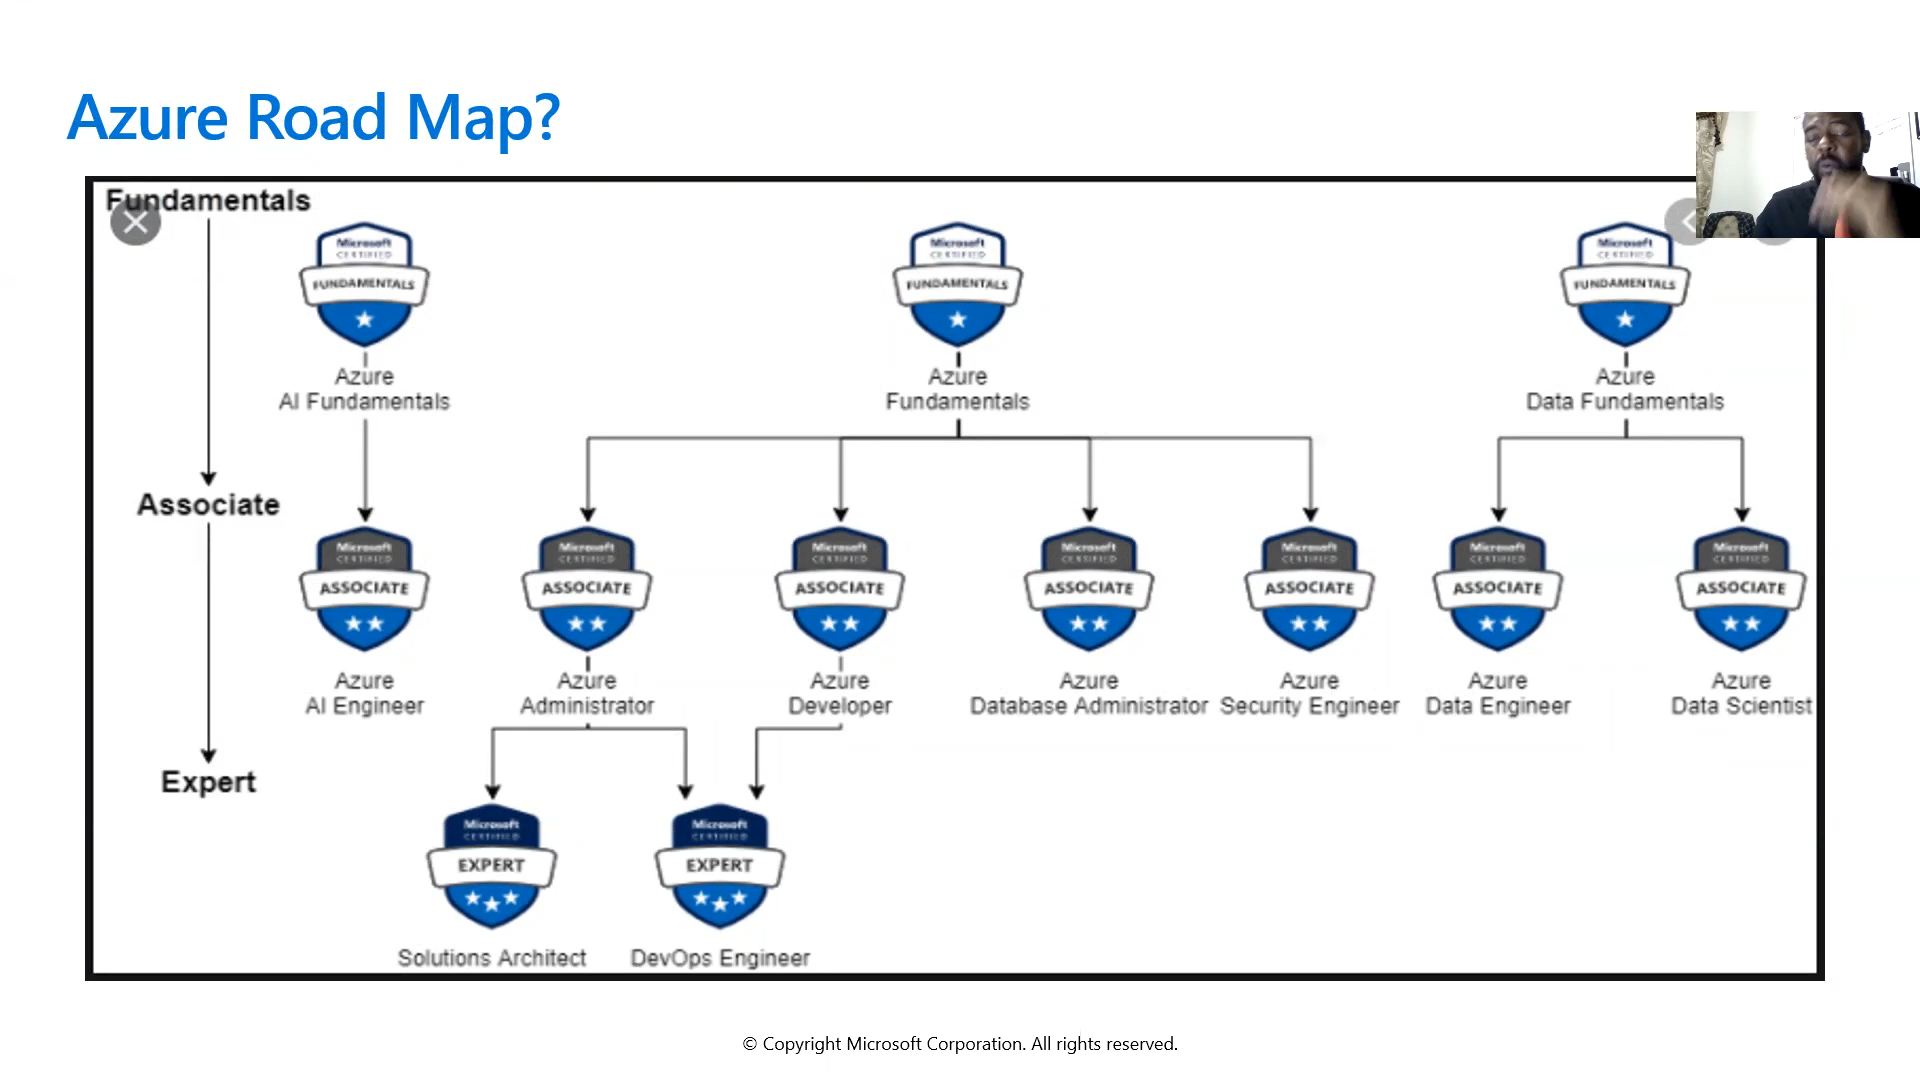 Azure Road Map?
Fundamentals
Microsoft
CERTIFIED
FUNDAMENTALS
Azure
AI Fundamentals
Microsoft
CERTIFIED
FUNDAMENTALS
Azure
Fundamentals
Microsoft
CERTIFIED
FUNDAMENTALS
Azure
Data Fundamentals
Associate
Microsoft
CERTIFIED
ASSOCIATE
Azure
AI Engineer
Microsoft
CERTIFIED
ASSOCIATE
Azure
Administrator
Microsoft
CERTIFIED
ASSOCIATE
Azure
Developer
Microsoft
CERTIFIED
ASSOCIATE
Azure
Database Administrator
Microsoft
CERTIFIED
ASSOCIATE
Azure
Security Engineer
Microsoft
CERTIFIED
ASSOCIATE
Azure
Data Engineer
Microsoft
CERTIFIED
ASSOCIATE
Azure
Data Scientist
Expert
Microsoft
CERTIFIED
EXPERT
Solutions Architect
Microsoft
CERTIFIED
EXPERT
DevOps Engineer
© Copyright Microsoft Corporation. All rights reserved.